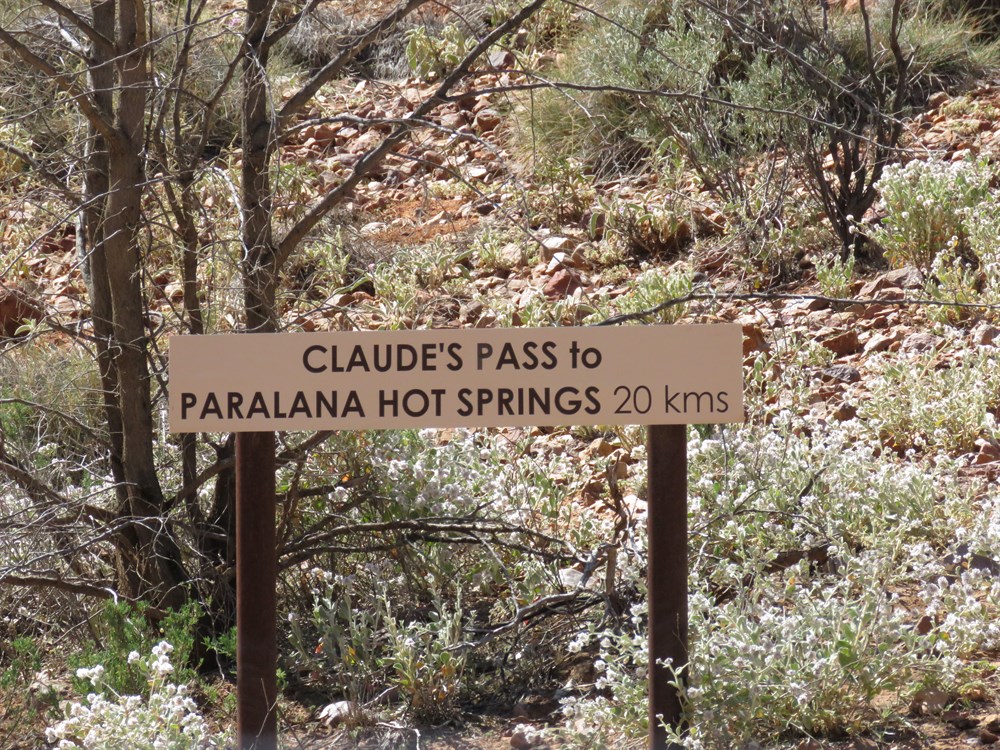 CLAUDE'S PASS to
PARALANA HOT SPRINGS 20 kms